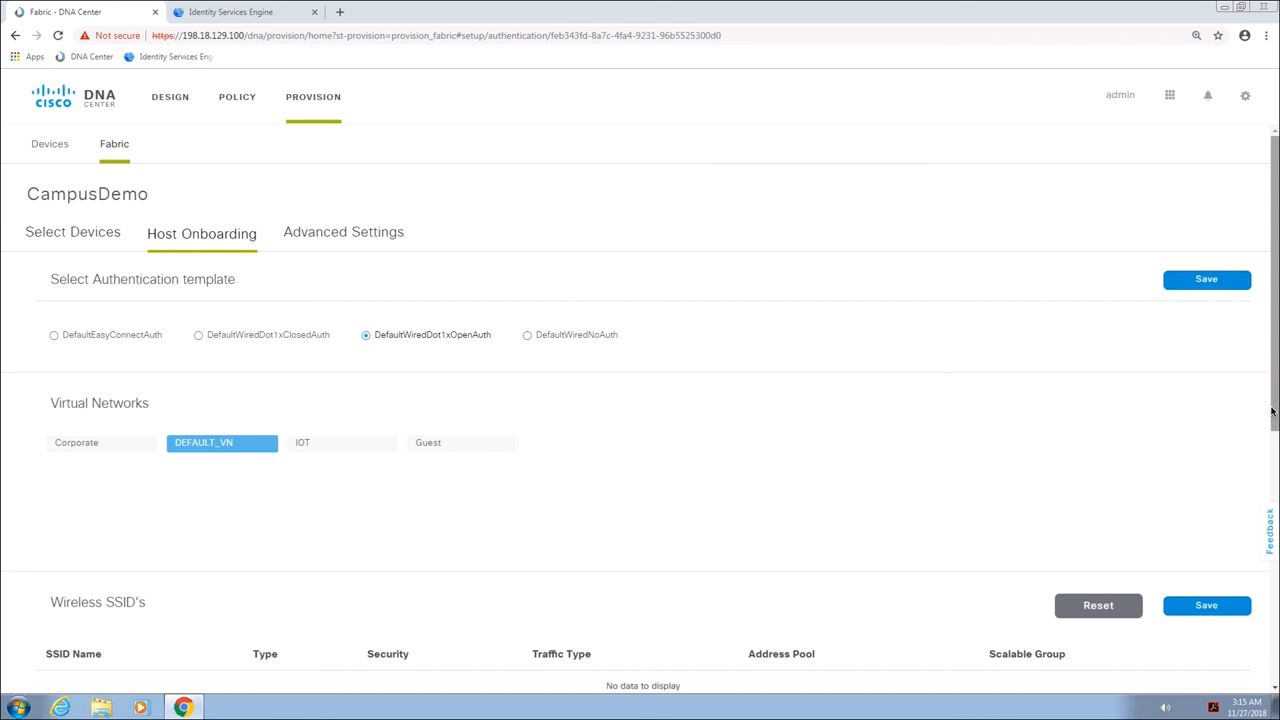 Fabric - DNA Center
Identity Services Engine
Not secure https://198.18.129.100/dna/provision/home?st-provision=provision_fabric#setup/authentication/feb343fd-8a7c-4fa4-9231-96b5525300d0
Apps DNA Center Identity Services Eng
CISCO DNA CENTER DESIGN POLICY PROVISION admin
Devices Fabric
CampusDemo
Select Devices Host Onboarding Advanced Settings
Select Authentication template Save
DefaultEasyConnectAuth DefaultWiredDot1xClosedAuth DefaultWiredDot1xOpenAuth DefaultWiredNoAuth
Virtual Networks
Corporate DEFAULT_VN IOT Guest
Feedback
Wireless SSID's Reset Save
SSID Name Type Security Traffic Type Address Pool Scalable Group
No data to display
3:15 AM
11/27/2018